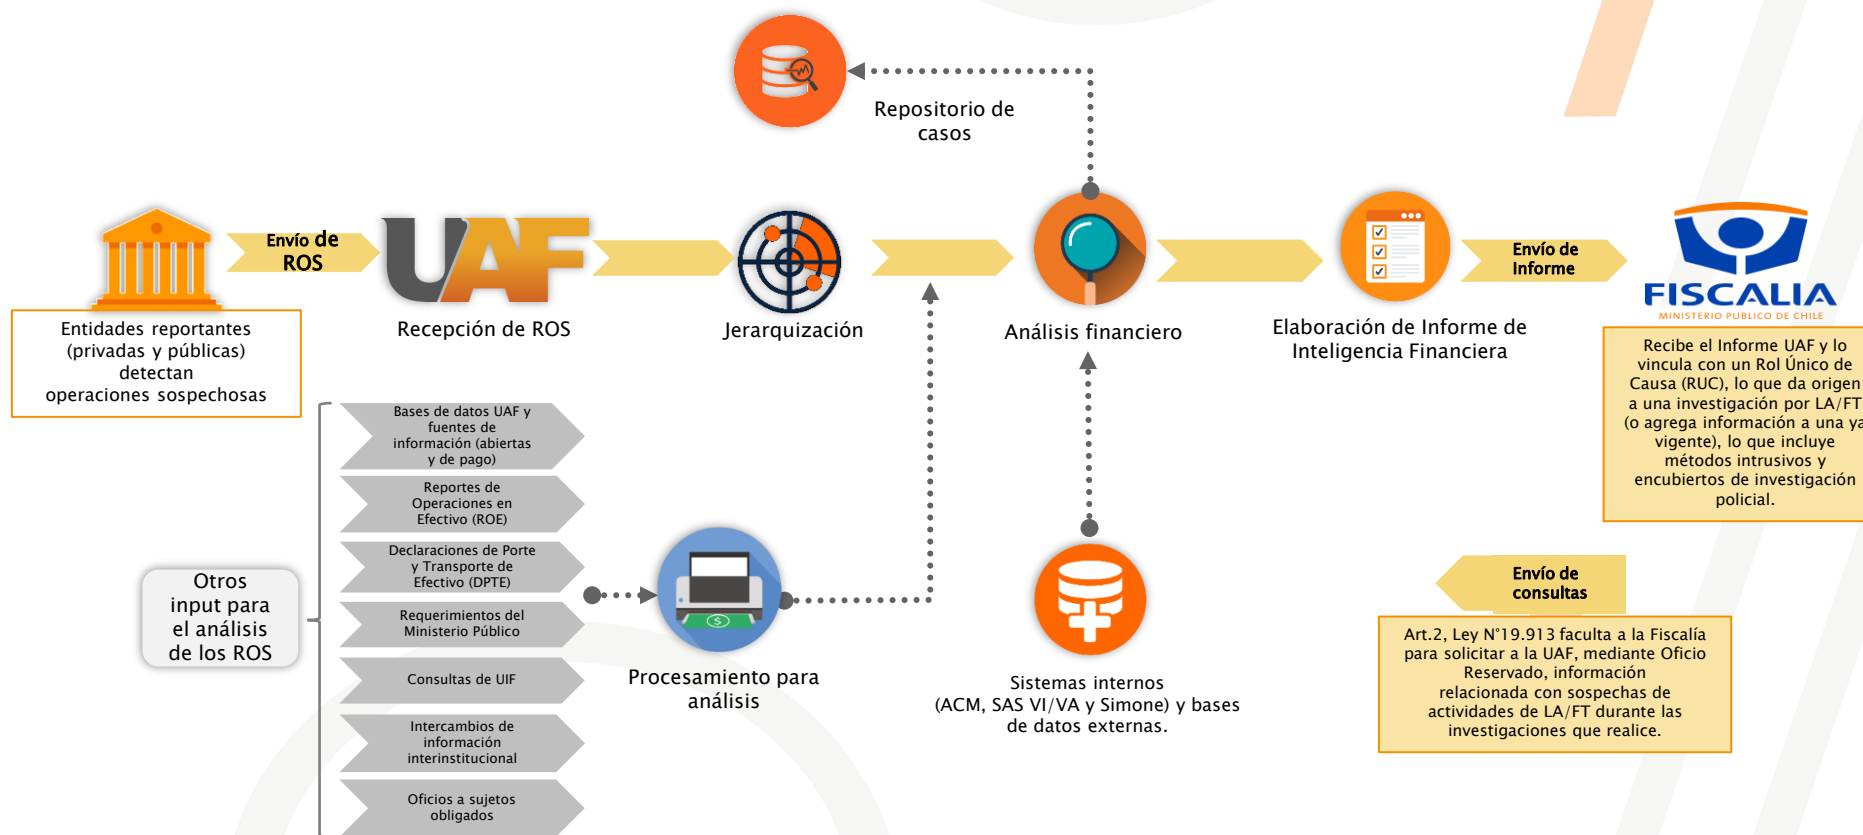 Repositorio de
casos
Envío de
ROS
UAF
Envío de
Informe
FISCALIA
MINISTERIO PUBLICO DE CHILE
Entidades reportantes
(privadas y públicas)
detectan
operaciones sospechosas
Recepción de ROS
Jerarquización
Análisis financiero
Elaboración de Informe de
Inteligencia Financiera
Recibe el Informe UAF y lo
vincula con un Rol Único de
Causa (RUC), lo que da origen
a una investigación por LA/FT
(o agrega información a una ya
vigente), lo que incluye
métodos intrusivos y
encubiertos de investigación
policial.
Otros
input para
el análisis
de los ROS
Bases de datos UAF y
fuentes de
información (abiertas
y de pago)
Reportes de
Operaciones en
Efectivo (ROE)
Declaraciones de Porte
y Transporte de
Efectivo (DPTE)
Requerimientos del
Ministerio Público
Consultas de UIF
Intercambios de
información
interinstitucional
Oficios a sujetos
obligados
$
Procesamiento para
análisis
Sistemas internos
(ACM, SAS VI/VA y Simone) y bases
de datos externas.
Envío de
consultas
Art.2, Ley N°19.913 faculta a la Fiscalía
para solicitar a la UAF, mediante Oficio
Reservado, información
relacionada con sospechas de
actividades de LA/FT durante las
investigaciones que realice.